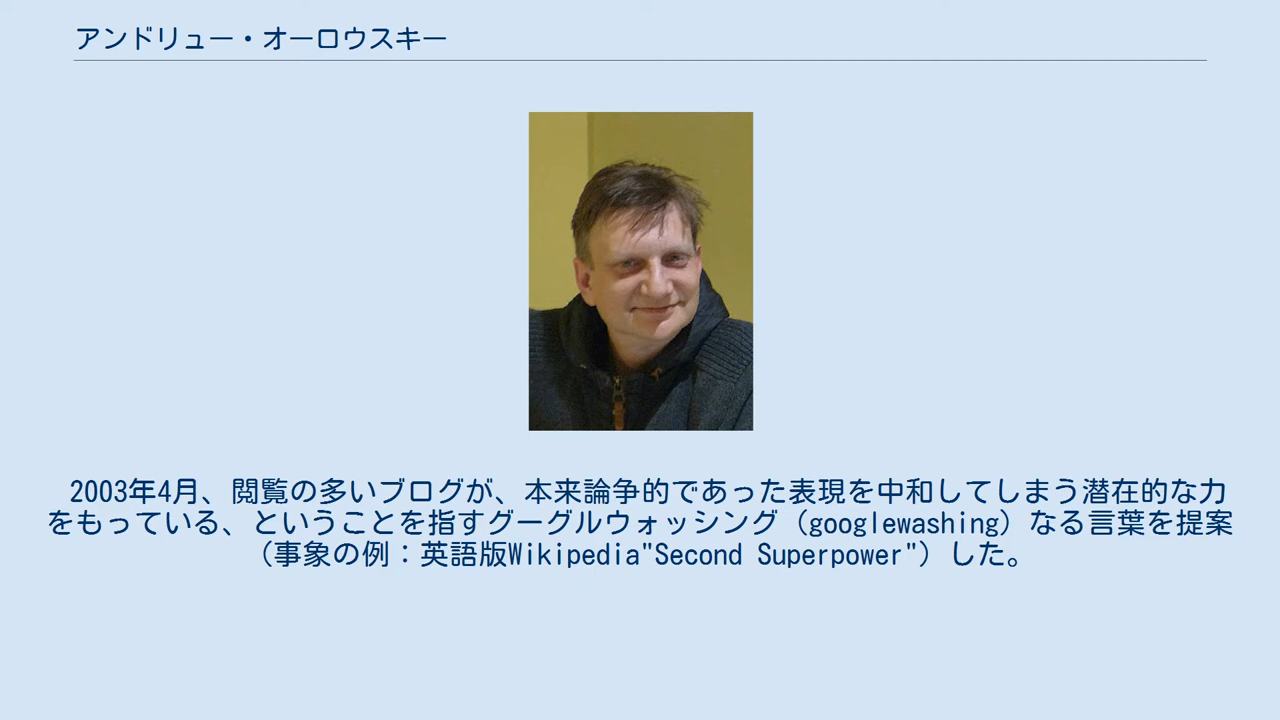 アンドリュー・オーロウスキー
2003年4月、閲覧の多いブログが、本来論争的であった表現を中和してしまう潜在的な力
をもっている、ということを指すグーグルウォッシング（googlewashing）なる言葉を提案
（事象の例：英語版Wikipedia"Second Superpower"）した。